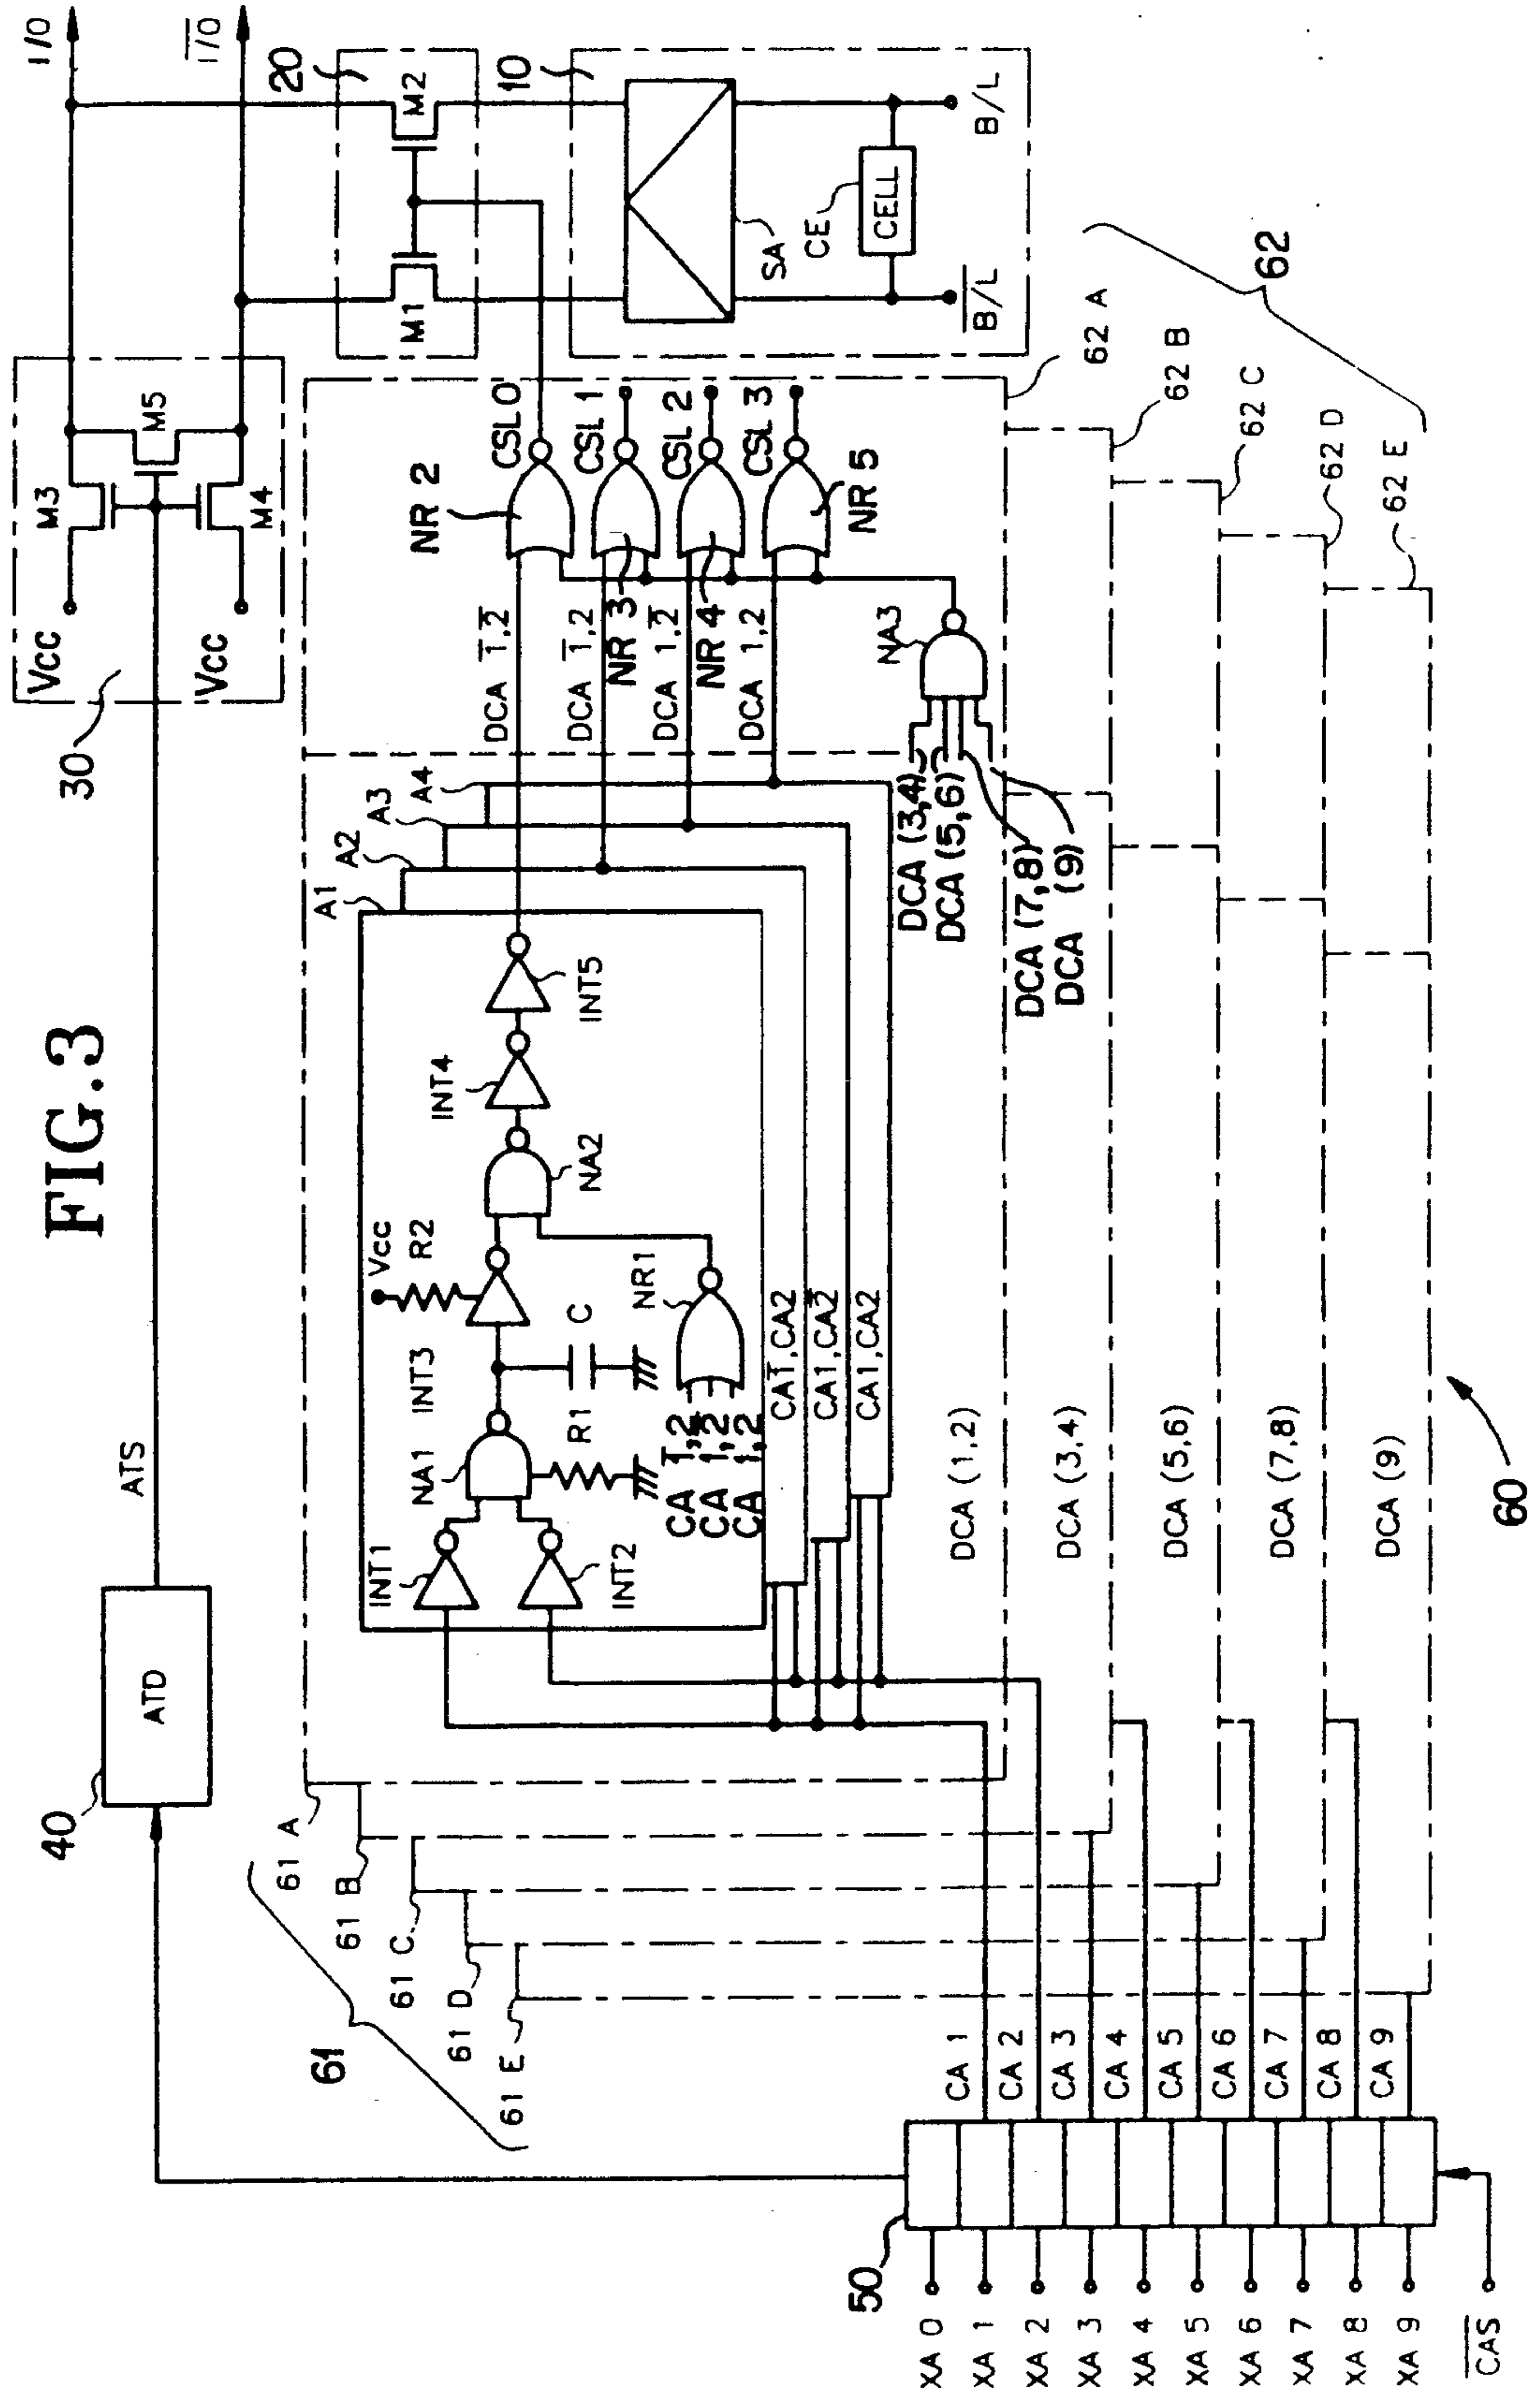 FIG.3
40
ATD
ATS
30
Vcc
Vcc
M3
M4
M5
I/O
I/O
20
M1
M2
10
SA
CE
CELL
B/L
B/L
61
61 A
61 B
61 C
61 D
61 E
A1
A2
A3
A4
INT1
INT2
NA1
R1
INT3
C
Vcc
R2
NR1
NA2
INT4
INT5
CA 1,2
CA 1,2
CA 1,2
CA1,CA2
CA1,CA2
CA1,CA2
DCA 1,2
DCA 1,2
DCA 1,2
DCA 1,2
NR 2
NR 3
NR 4
NR 5
CSL 0
CSL 1
CSL 2
CSL 3
NA3
DCA (3,4)
DCA (5,6)
DCA (7,8)
DCA (9)
62
62 A
62 B
62 C
62 D
62 E
DCA (1,2)
DCA (3,4)
DCA (5,6)
DCA (7,8)
DCA (9)
60
50
XA 0
XA 1
XA 2
XA 3
XA 4
XA 5
XA 6
XA 7
XA 8
XA 9
CAS
CA 1
CA 2
CA 3
CA 4
CA 5
CA 6
CA 7
CA 8
CA 9